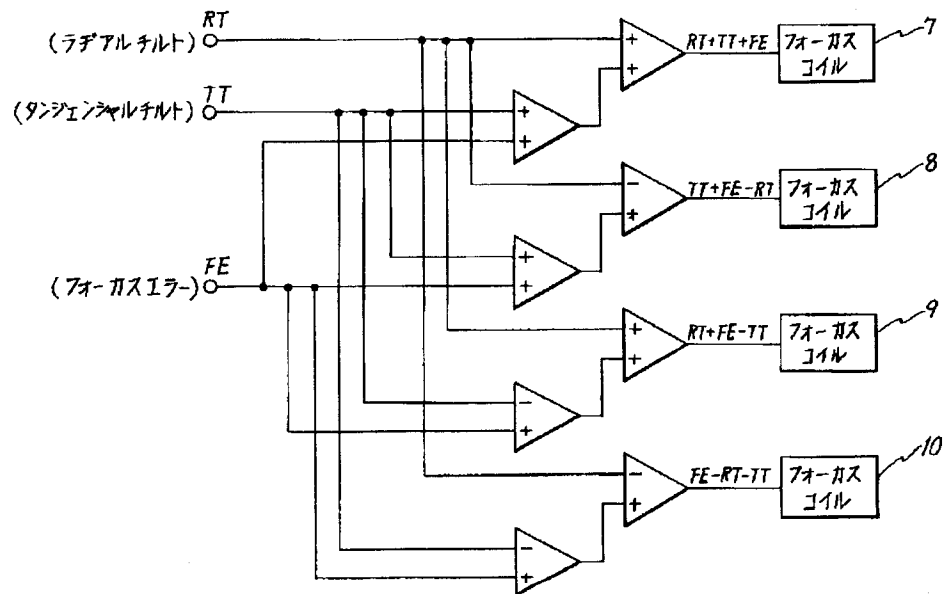 RT
(ラヂアルチルト)
TT
(タンジェンシャルチルト)
FE
(フォーカスエラー)
+
+
RT+TT+FE
フォーカス
コイル
7
+
+
-
+
TT+FE-RT
フォーカス
コイル
8
+
+
+
+
RT+FE-TT
フォーカス
コイル
9
-
+
-
+
FE-RT-TT
フォーカス
コイル
10
-
+